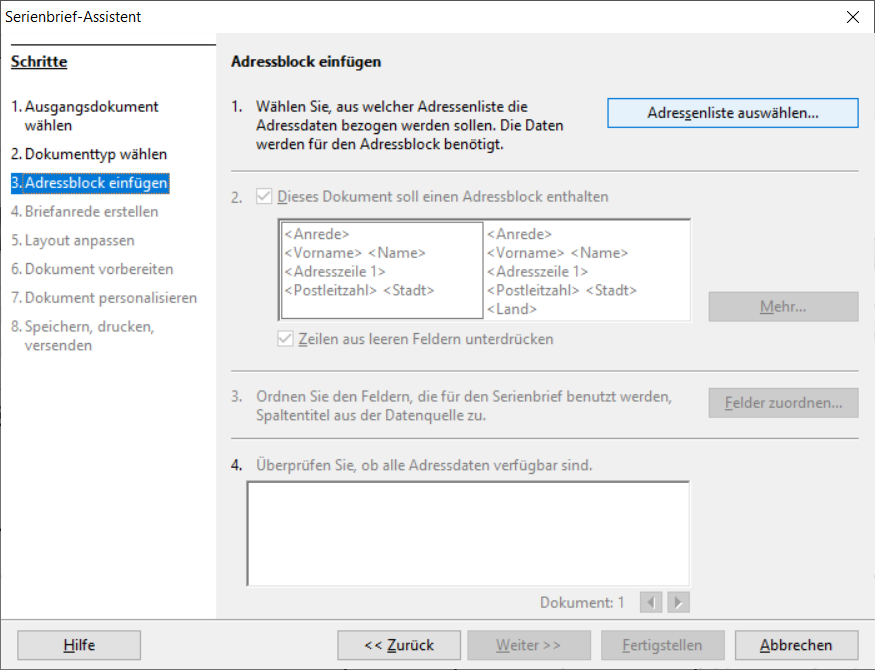 Serienbrief-Assistent
Schritte
1. Ausgangsdokument
wählen
2. Dokumenttyp wählen
3. Adressblock einfügen
4. Briefanrede erstellen
5. Layout anpassen
6. Dokument vorbereiten
7. Dokument personalisieren
8. Speichern, drucken,
versenden
Adressblock einfügen
1. Wählen Sie, aus welcher Adressenliste die
Adressdaten bezogen werden sollen. Die Daten
werden für den Adressblock benötigt.
Adressenliste auswählen...
2. Dieses Dokument soll einen Adressblock enthalten
<Anrede>
<Vorname> <Name>
<Adresszeile 1>
<Postleitzahl> <Stadt>
<Anrede>
<Vorname> <Name>
<Adresszeile 1>
<Postleitzahl> <Stadt>
<Land>
Mehr...
Zeilen aus leeren Feldern unterdrücken
3. Ordnen Sie den Feldern, die für den Serienbrief benutzt werden,
Spaltentitel aus der Datenquelle zu.
Felder zuordnen...
4. Überprüfen Sie, ob alle Adressdaten verfügbar sind.
Dokument: 1
Hilfe
<< Zurück
Weiter >>
Fertigstellen
Abbrechen